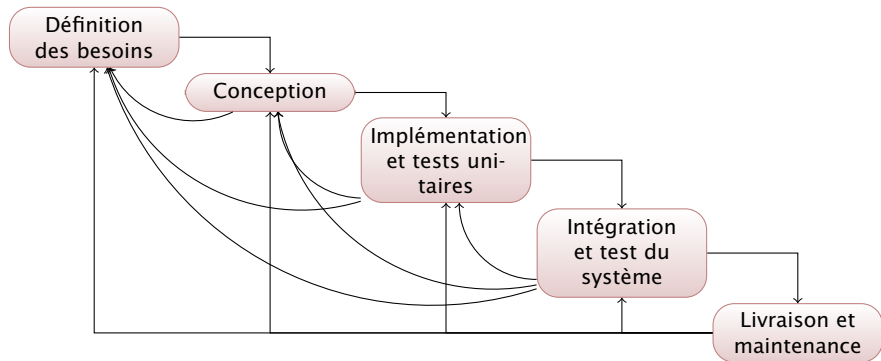 Définition
des besoins
Conception
Implémentation
et tests uni-
taires
Intégration
et test du
système
Livraison et
maintenance